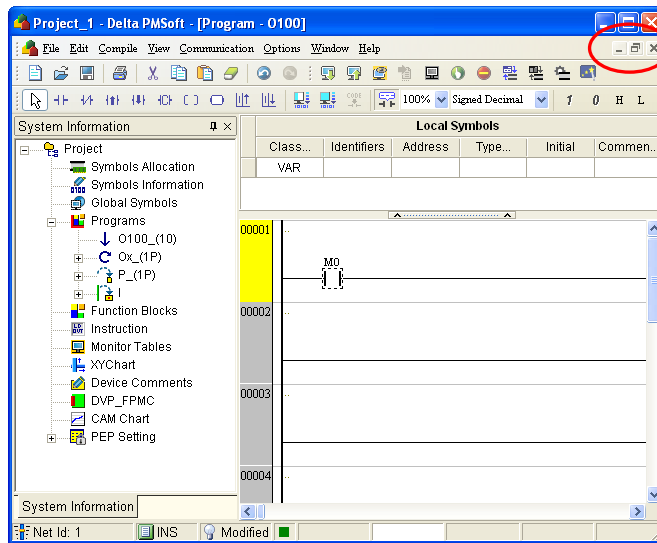 Project_1 - Delta PMSoft - [Program - O100]
File Edit Compile View Communication Options Window Help
CODE 100% Signed Decimal 1 0 H L
System Information
Project
Symbols Allocation
Symbols Information
Global Symbols
Programs
O100_(10)
Ox_(1P)
P_(1P)
I
Function Blocks
LD
OUT
Instruction
Monitor Tables
XYChart
Device Comments
DVP_FPMC
CAM Chart
PEP Setting
System Information
Local Symbols
Class... Identifiers Address Type... Initial Commen...
VAR
00001 ..
M0
00002 ..
00003 ..
00004 ..
Net Id: 1 INS Modified